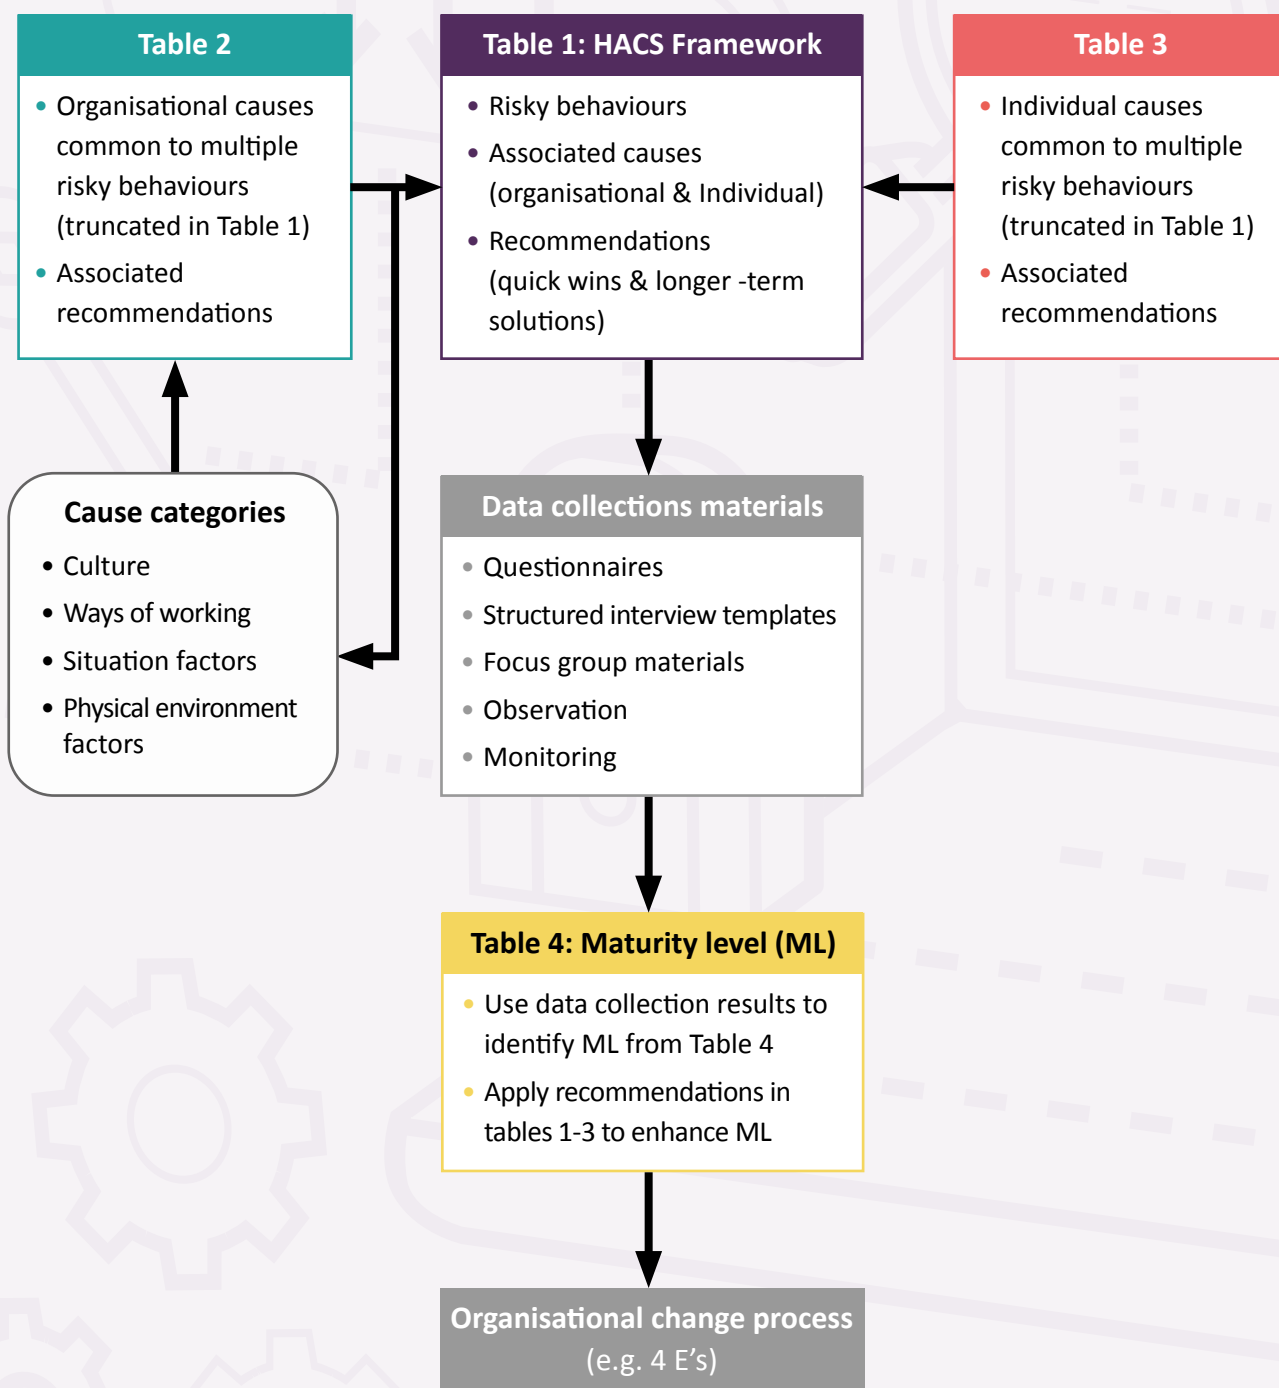 Table 2
• Organisational causes
common to multiple
risky behaviours
(truncated in Table 1)
• Associated
recommendations
Table 1: HACS Framework
• Risky behaviours
• Associated causes
(organisational & Individual)
• Recommendations
(quick wins & longer -term
solutions)
Table 3
• Individual causes
common to multiple
risky behaviours
(truncated in Table 1)
• Associated
recommendations
Cause categories
• Culture
• Ways of working
• Situation factors
• Physical environment
factors
Data collections materials
• Questionnaires
• Structured interview templates
• Focus group materials
• Observation
• Monitoring
Table 4: Maturity level (ML)
• Use data collection results to
identify ML from Table 4
• Apply recommendations in
tables 1-3 to enhance ML
Organisational change process
(e.g. 4 E’s)